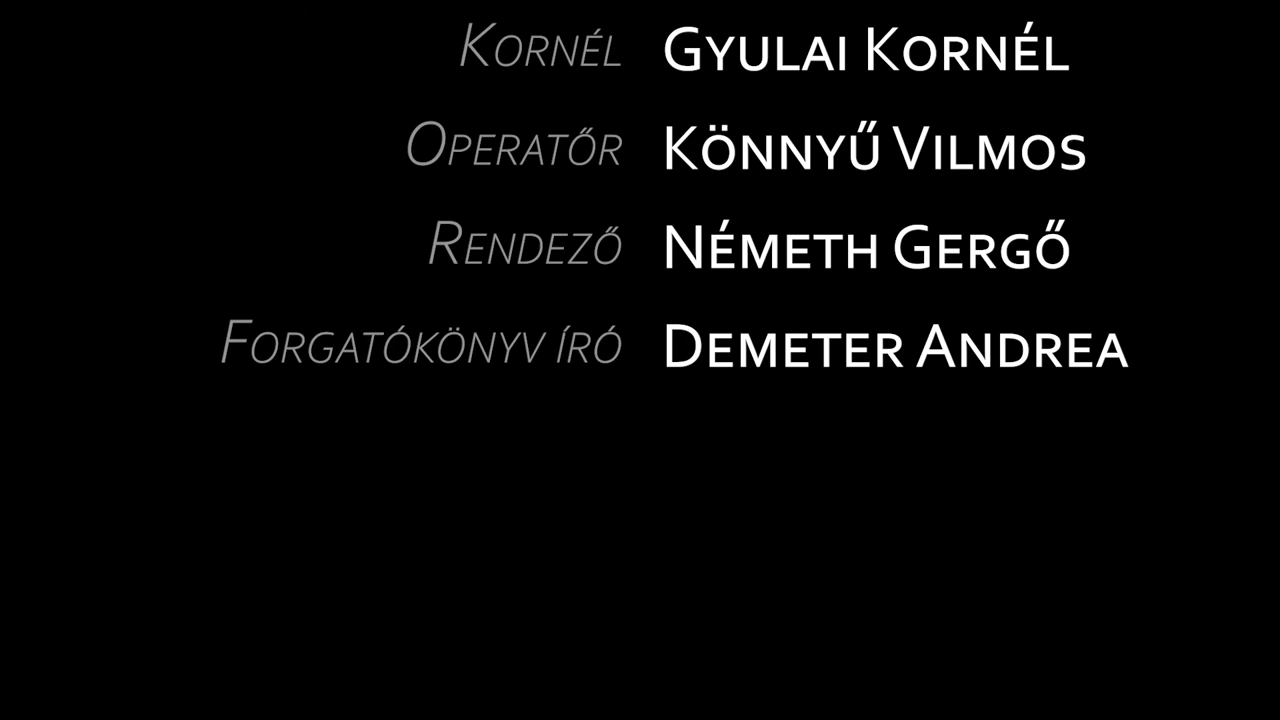 Kornél Gyulai Kornél
Operatőr Könnyű Vilmos
Rendező Németh Gergő
Forgatókönyv író Demeter Andrea